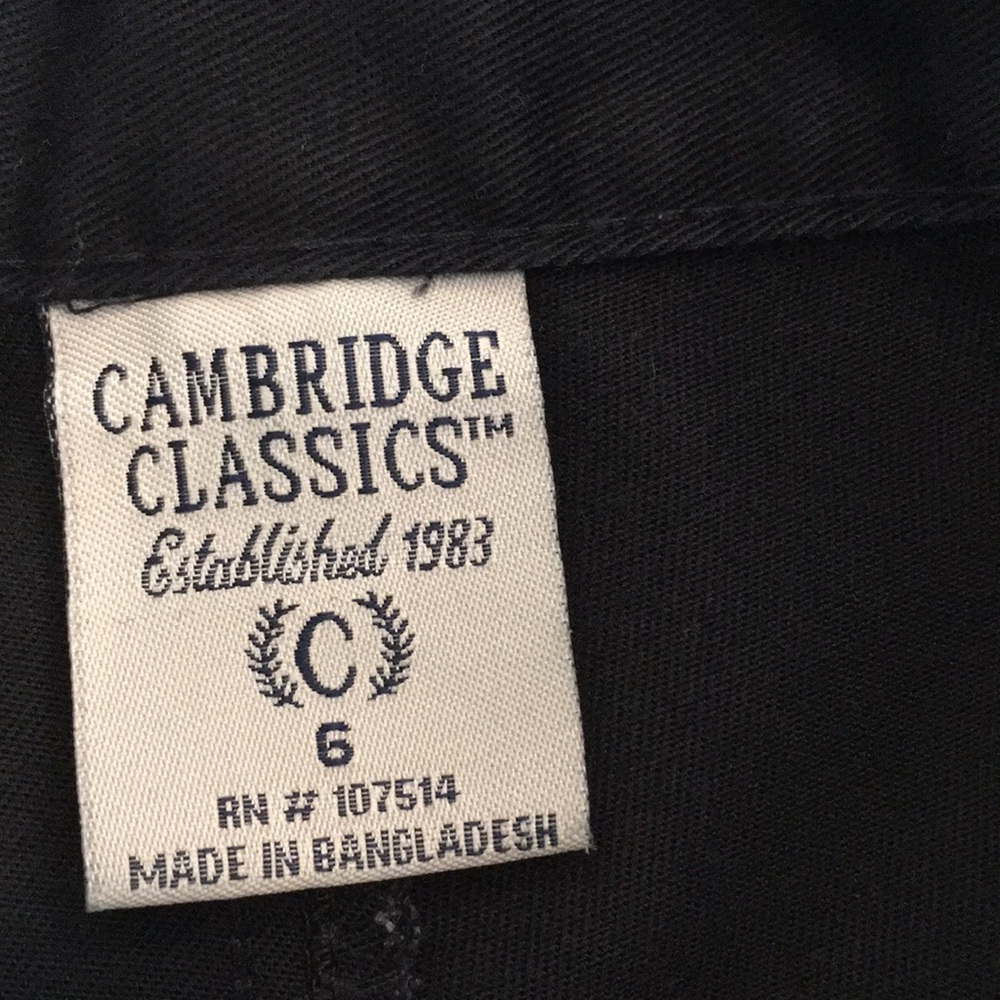 CAMBRIDGE
CLASSICS™
Established 1983
C
6
RN # 107514
MADE IN BANGLADESH